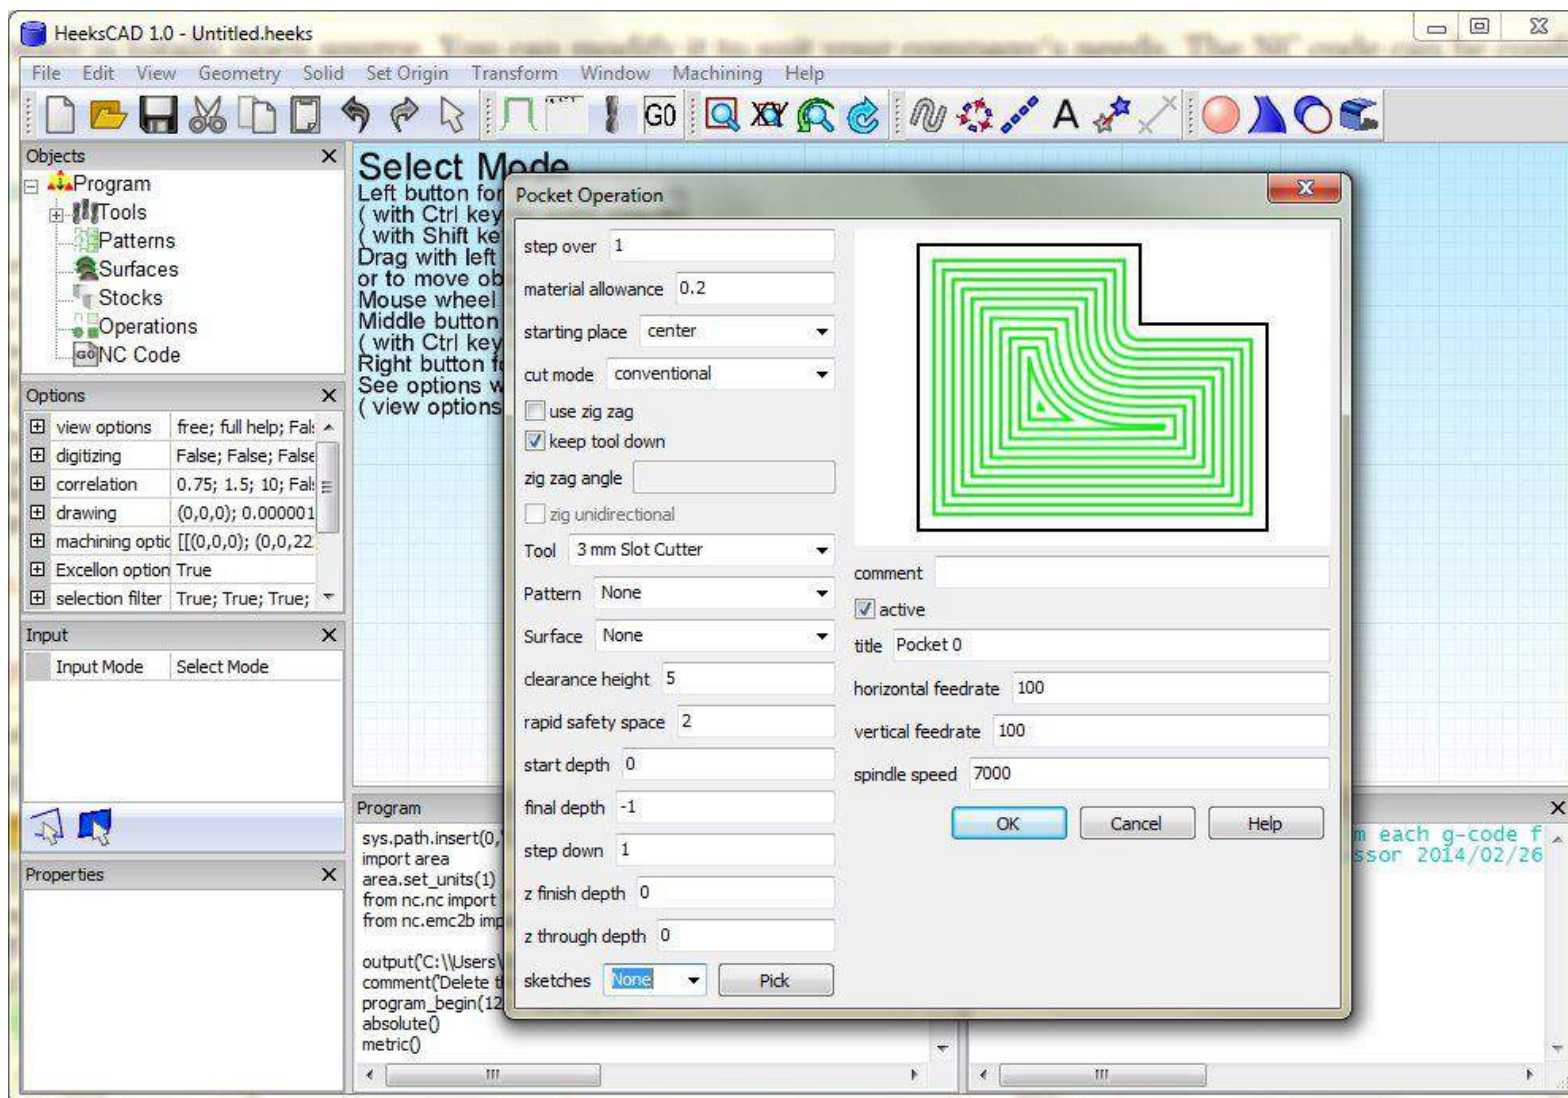 HeeksCAD 1.0 - Untitled.heeks
File Edit View Geometry Solid Set Origin Transform Window Machining Help
G0 XY A
Objects
Program
Tools
Patterns
Surfaces
Stocks
Operations
G0 NC Code
Options
view options free; full help; Fal
digitizing False; False; False
correlation 0.75; 1.5; 10; Fal
drawing (0,0,0); 0.000001
machining optic [[(0,0,0); (0,0,22
Excellon option True
selection filter True; True; True;
Input
Input Mode Select Mode
Properties
Select Mode
Left button for
( with Ctrl key
( with Shift ke
Drag with left
or to move ob
Mouse wheel
Middle button
( with Ctrl key
Right button f
See options w
( view options
Pocket Operation
step over 1
material allowance 0.2
starting place center
cut mode conventional
use zig zag
keep tool down
zig zag angle
zig unidirectional
Tool 3 mm Slot Cutter
Pattern None
Surface None
clearance height 5
rapid safety space 2
start depth 0
final depth -1
step down 1
z finish depth 0
z through depth 0
sketches None Pick
comment
active
title Pocket 0
horizontal feedrate 100
vertical feedrate 100
spindle speed 7000
OK Cancel Help
Program
sys.path.insert(0,'
import area
area.set_units(1)
from nc.nc import
from nc.emc2b imp
output('C:\\Users\
comment('Delete t
program_begin(12
absolute()
metric()
m each g-code f
ssor 2014/02/26